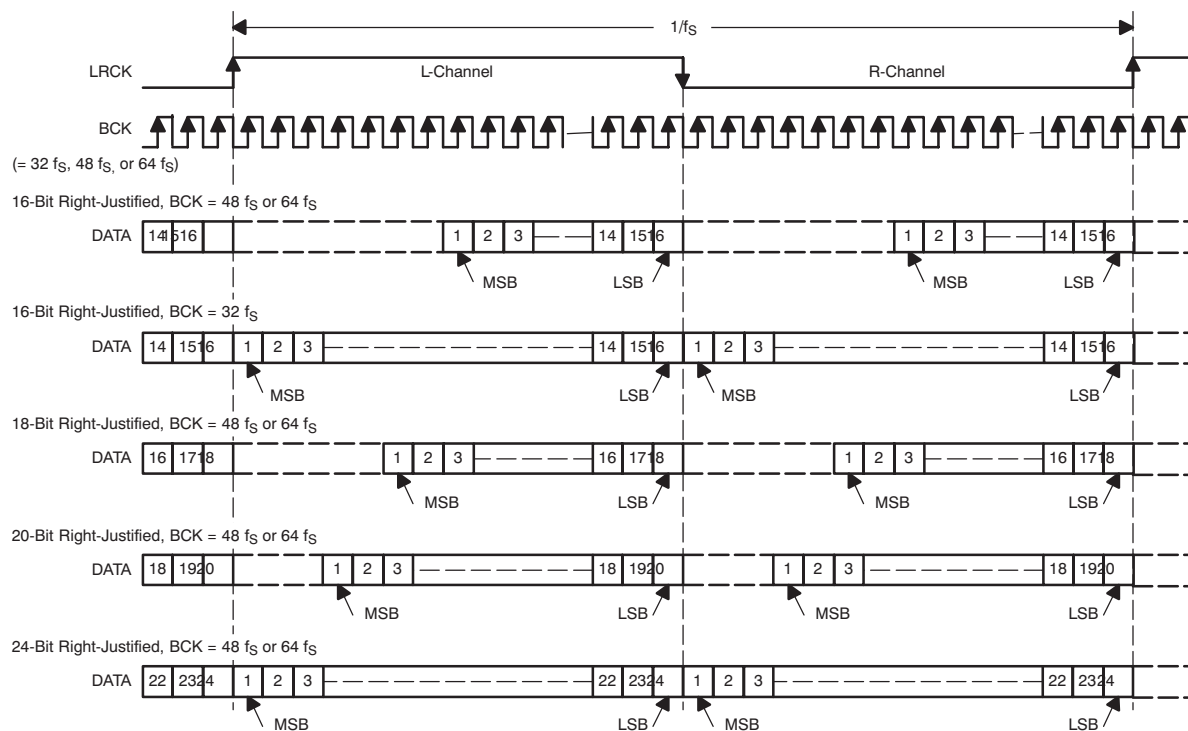 1/fS
LRCK L-Channel R-Channel
BCK
(= 32 fS, 48 fS, or 64 fS)
16-Bit Right-Justified, BCK = 48 fS or 64 fS
DATA 14 15 16 1 2 3 14 15 16 1 2 3 14 15 16
MSB LSB MSB LSB
16-Bit Right-Justified, BCK = 32 fS
DATA 14 15 16 1 2 3 14 15 16 1 2 3 14 15 16
MSB LSB MSB LSB
18-Bit Right-Justified, BCK = 48 fS or 64 fS
DATA 16 17 18 1 2 3 16 17 18 1 2 3 16 17 18
MSB LSB MSB LSB
20-Bit Right-Justified, BCK = 48 fS or 64 fS
DATA 18 19 20 1 2 3 18 19 20 1 2 3 18 19 20
MSB LSB MSB LSB
24-Bit Right-Justified, BCK = 48 fS or 64 fS
DATA 22 23 24 1 2 3 22 23 24 1 2 3 22 23 24
MSB LSB MSB LSB